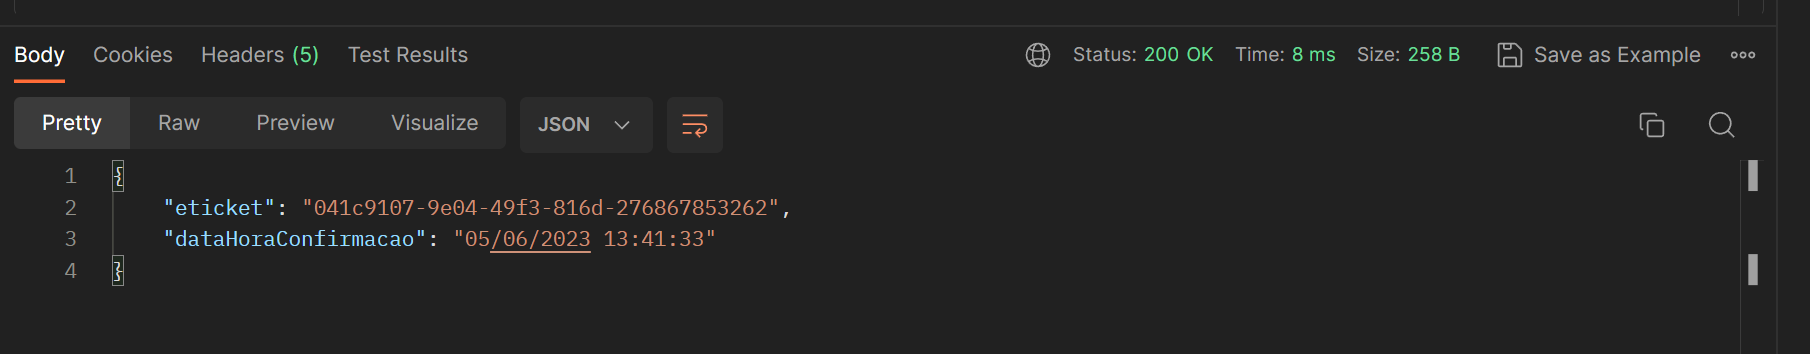 Body Cookies Headers (5) Test Results Status: 200 OK Time: 8 ms Size: 258 B Save as Example
Pretty Raw Preview Visualize JSON
1 {
2 "eticket": "041c9107-9e04-49f3-816d-276867853262",
3 "dataHoraConfirmacao": "05/06/2023 13:41:33"
4 }